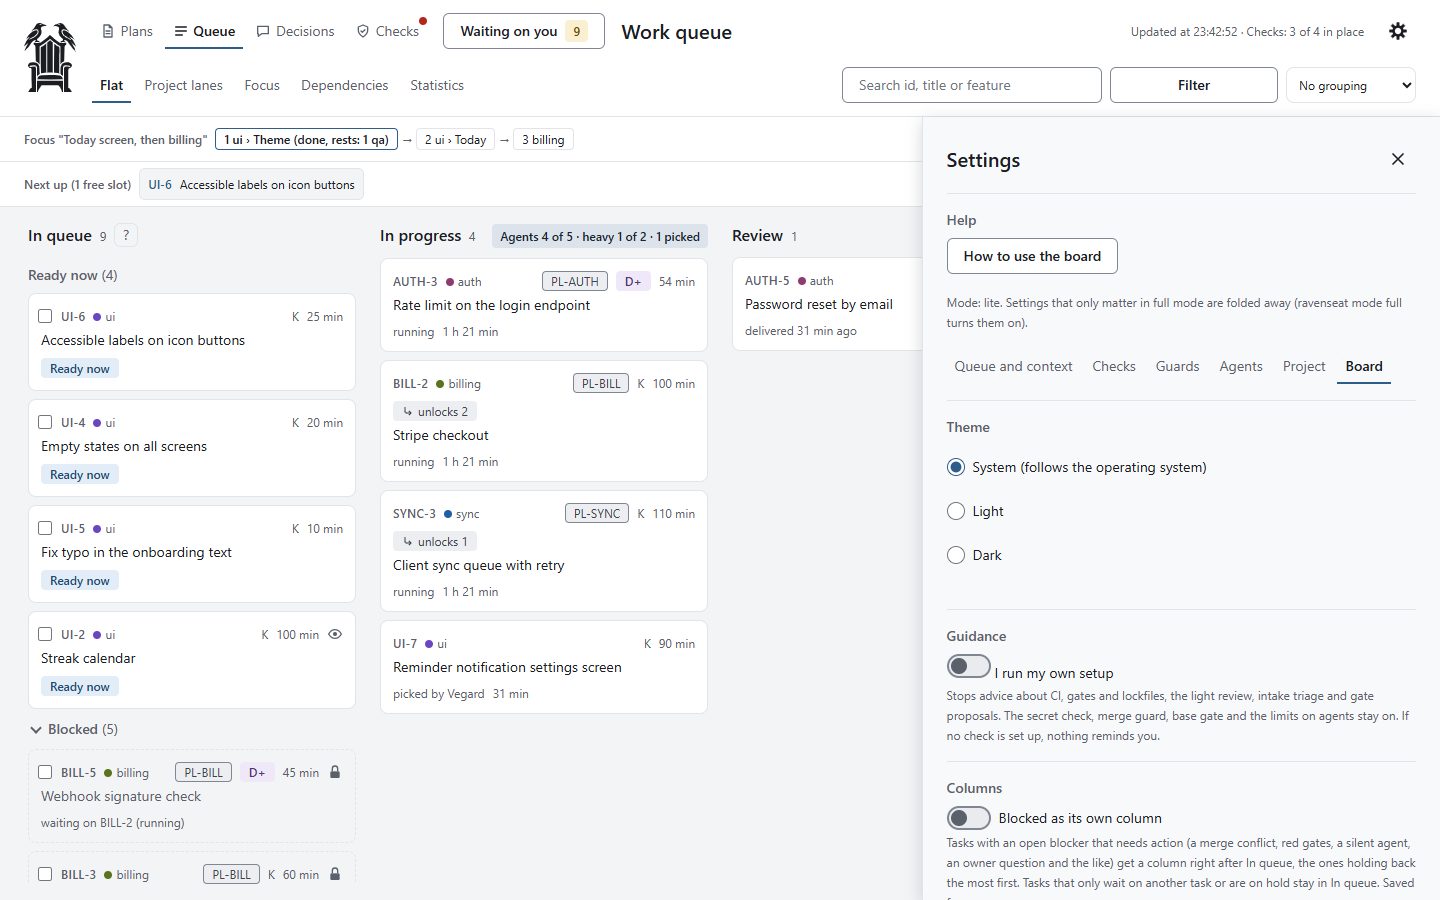 Plans
Queue
Decisions
Checks
Waiting on you 9
Work queue
Updated at 23:42:52 · Checks: 3 of 4 in place
Flat
Project lanes
Focus
Dependencies
Statistics
Search id, title or feature
Filter
No grouping
Focus "Today screen, then billing" 1 ui › Theme (done, rests: 1 qa) → 2 ui › Today → 3 billing
Next up (1 free slot) UI-6 Accessible labels on icon buttons
In queue 9 ?
Ready now (4)
UI-6 ui K 25 min
Accessible labels on icon buttons
Ready now
UI-4 ui K 20 min
Empty states on all screens
Ready now
UI-5 ui K 10 min
Fix typo in the onboarding text
Ready now
UI-2 ui K 100 min
Streak calendar
Ready now
Blocked (5)
BILL-5 billing PL-BILL D+ 45 min
Webhook signature check
waiting on BILL-2 (running)
BILL-3 billing PL-BILL K 60 min
In progress 4 Agents 4 of 5 · heavy 1 of 2 · 1 picked
AUTH-3 auth PL-AUTH D+ 54 min
Rate limit on the login endpoint
running 1 h 21 min
BILL-2 billing PL-BILL K 100 min
↳ unlocks 2
Stripe checkout
running 1 h 21 min
SYNC-3 sync PL-SYNC K 110 min
↳ unlocks 1
Client sync queue with retry
running 1 h 21 min
UI-7 ui K 90 min
Reminder notification settings screen
picked by Vegard 31 min
Review 1
AUTH-5 auth
Password reset by email
delivered 31 min ago
Settings
Help
How to use the board
Mode: lite. Settings that only matter in full mode are folded away (ravenseat mode full
turns them on).
Queue and context
Checks
Guards
Agents
Project
Board
Theme
System (follows the operating system)
Light
Dark
Guidance
I run my own setup
Stops advice about CI, gates and lockfiles, the light review, intake triage and gate
proposals. The secret check, merge guard, base gate and the limits on agents stay on. If
no check is set up, nothing reminds you.
Columns
Blocked as its own column
Tasks with an open blocker that needs action (a merge conflict, red gates, a silent agent,
an owner question and the like) get a column right after In queue, the ones holding back
the most first. Tasks that only wait on another task or are on hold stay in In queue. Saved